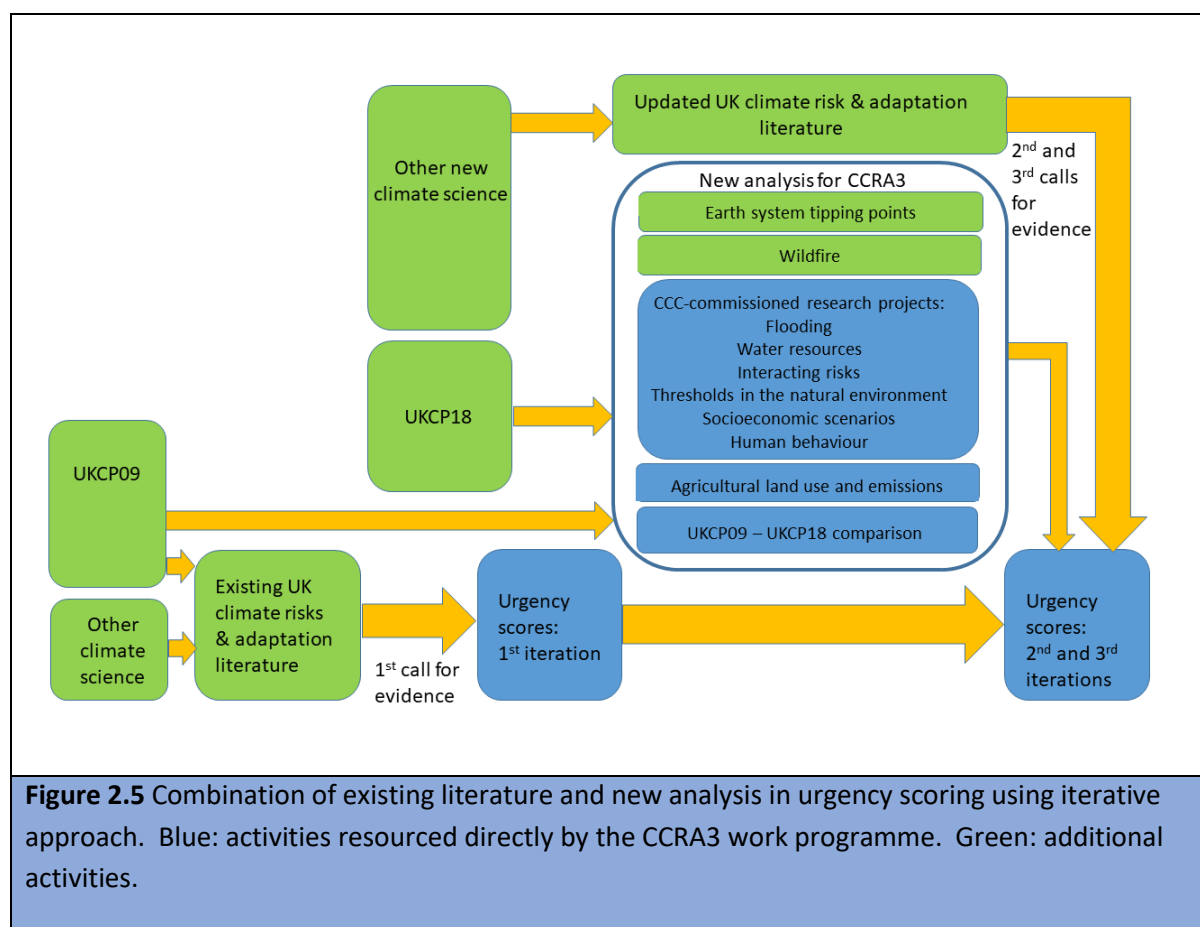 Other new
climate science
Updated UK climate risk & adaptation
literature
2nd and
3rd calls
for
evidence
New analysis for CCRA3
Earth system tipping points
Wildfire
CCC-commissioned research projects:
Flooding
Water resources
Interacting risks
Thresholds in the natural environment
Socioeconomic scenarios
Human behaviour
Agricultural land use and emissions
UKCP09 – UKCP18 comparison
UKCP18
UKCP09
Other
climate
science
Existing UK
climate risks
& adaptation
literature
1st call for
evidence
Urgency
scores:
1st iteration
Urgency
scores:
2nd and 3rd
iterations
Figure 2.5 Combination of existing literature and new analysis in urgency scoring using iterative
approach.  Blue: activities resourced directly by the CCRA3 work programme.  Green: additional
activities.